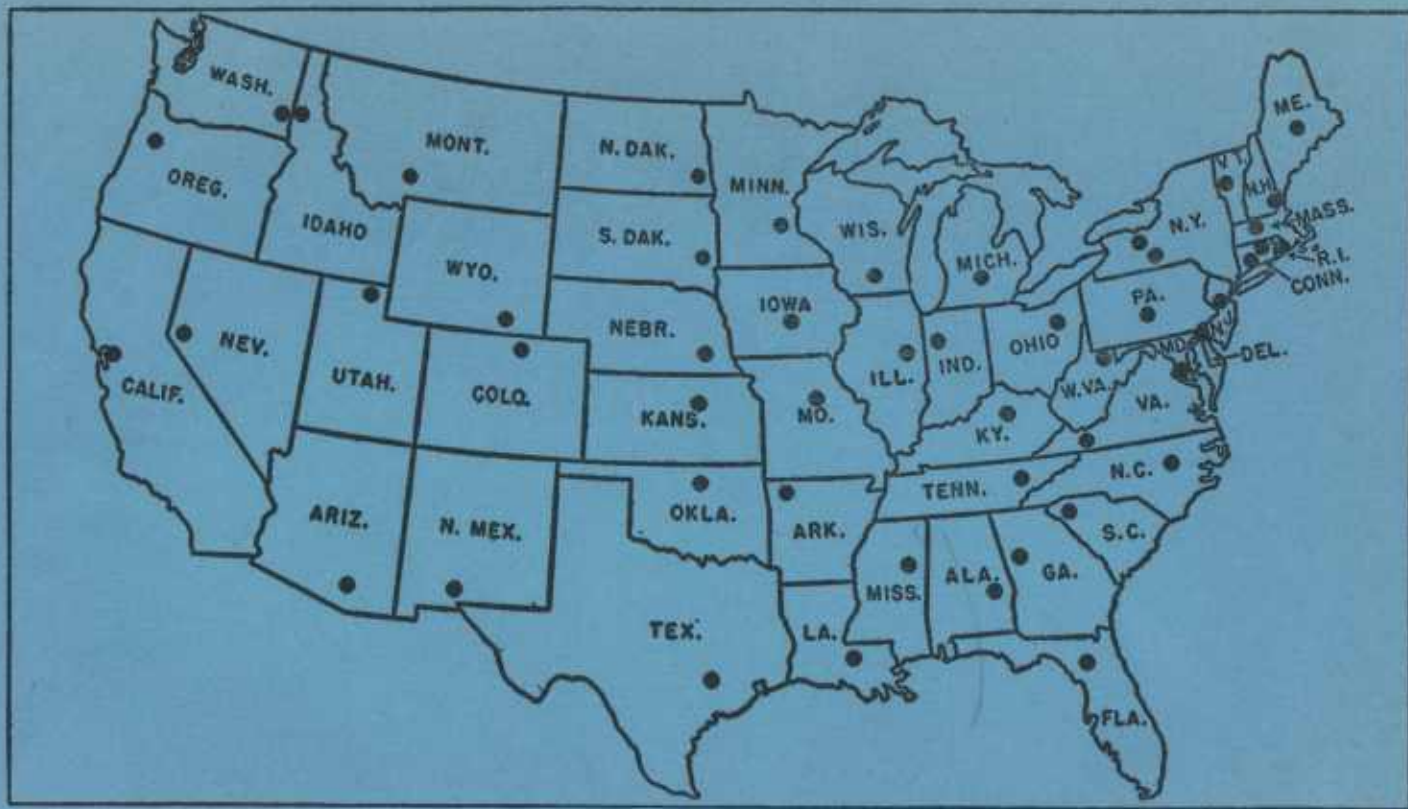 WASH.
OREG.
CALIF.
NEV.
IDAHO
MONT.
WYO.
UTAH.
COLO.
ARIZ.
N. MEX.
N. DAK.
S. DAK.
NEBR.
KANS.
OKLA.
TEX.
MINN.
IOWA
MO.
ARK.
LA.
WIS.
ILL.
MICH.
IND.
OHIO
KY.
TENN.
MISS.
ALA.
GA.
FLA.
S.C.
N.C.
VA.
W.VA.
MD.
DEL.
PA.
N.J.
N.Y.
CONN.
R.I.
MASS.
VT.
N.H.
ME.